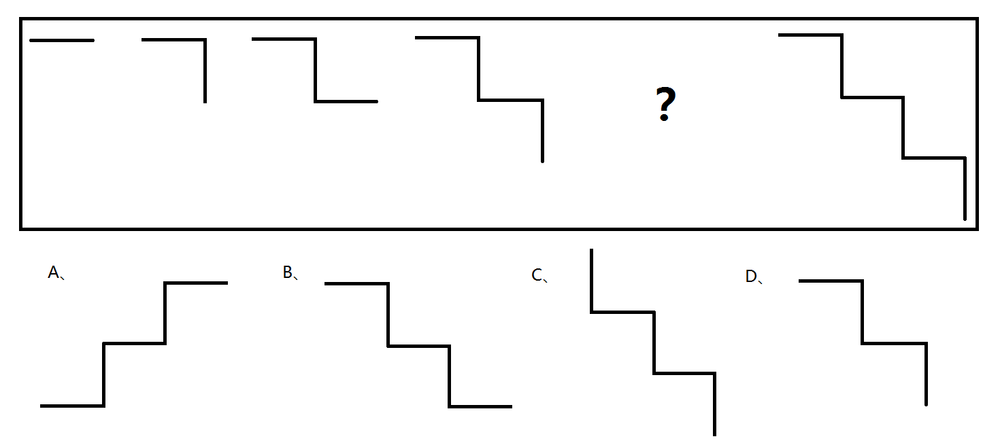 ?
A、
B、
C、
D、